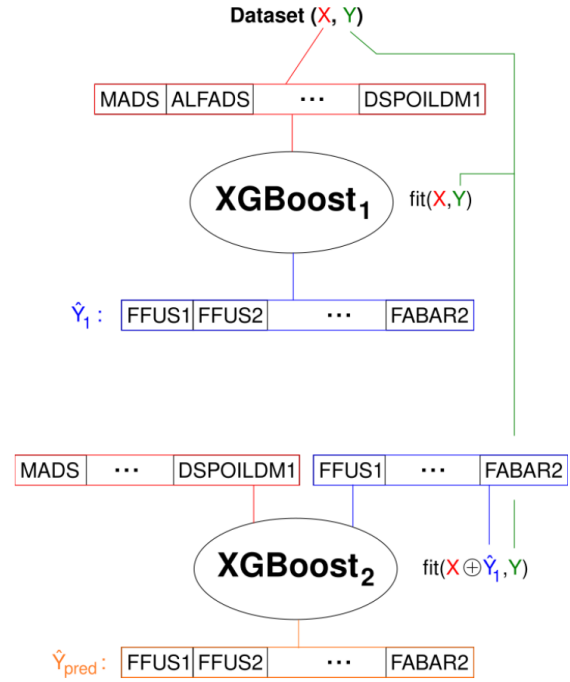 Dataset (X, Y)
MADS ALFADS ... DSPOILDM1
XGBoost₁
fit(X,Y)
Ŷ₁ : FFUS1 FFUS2 ... FABAR2
MADS ... DSPOILDM1 FFUS1 ... FABAR2
XGBoost₂
fit(X ⊕ Ŷ₁,Y)
Ŷpred: FFUS1 FFUS2 ... FABAR2